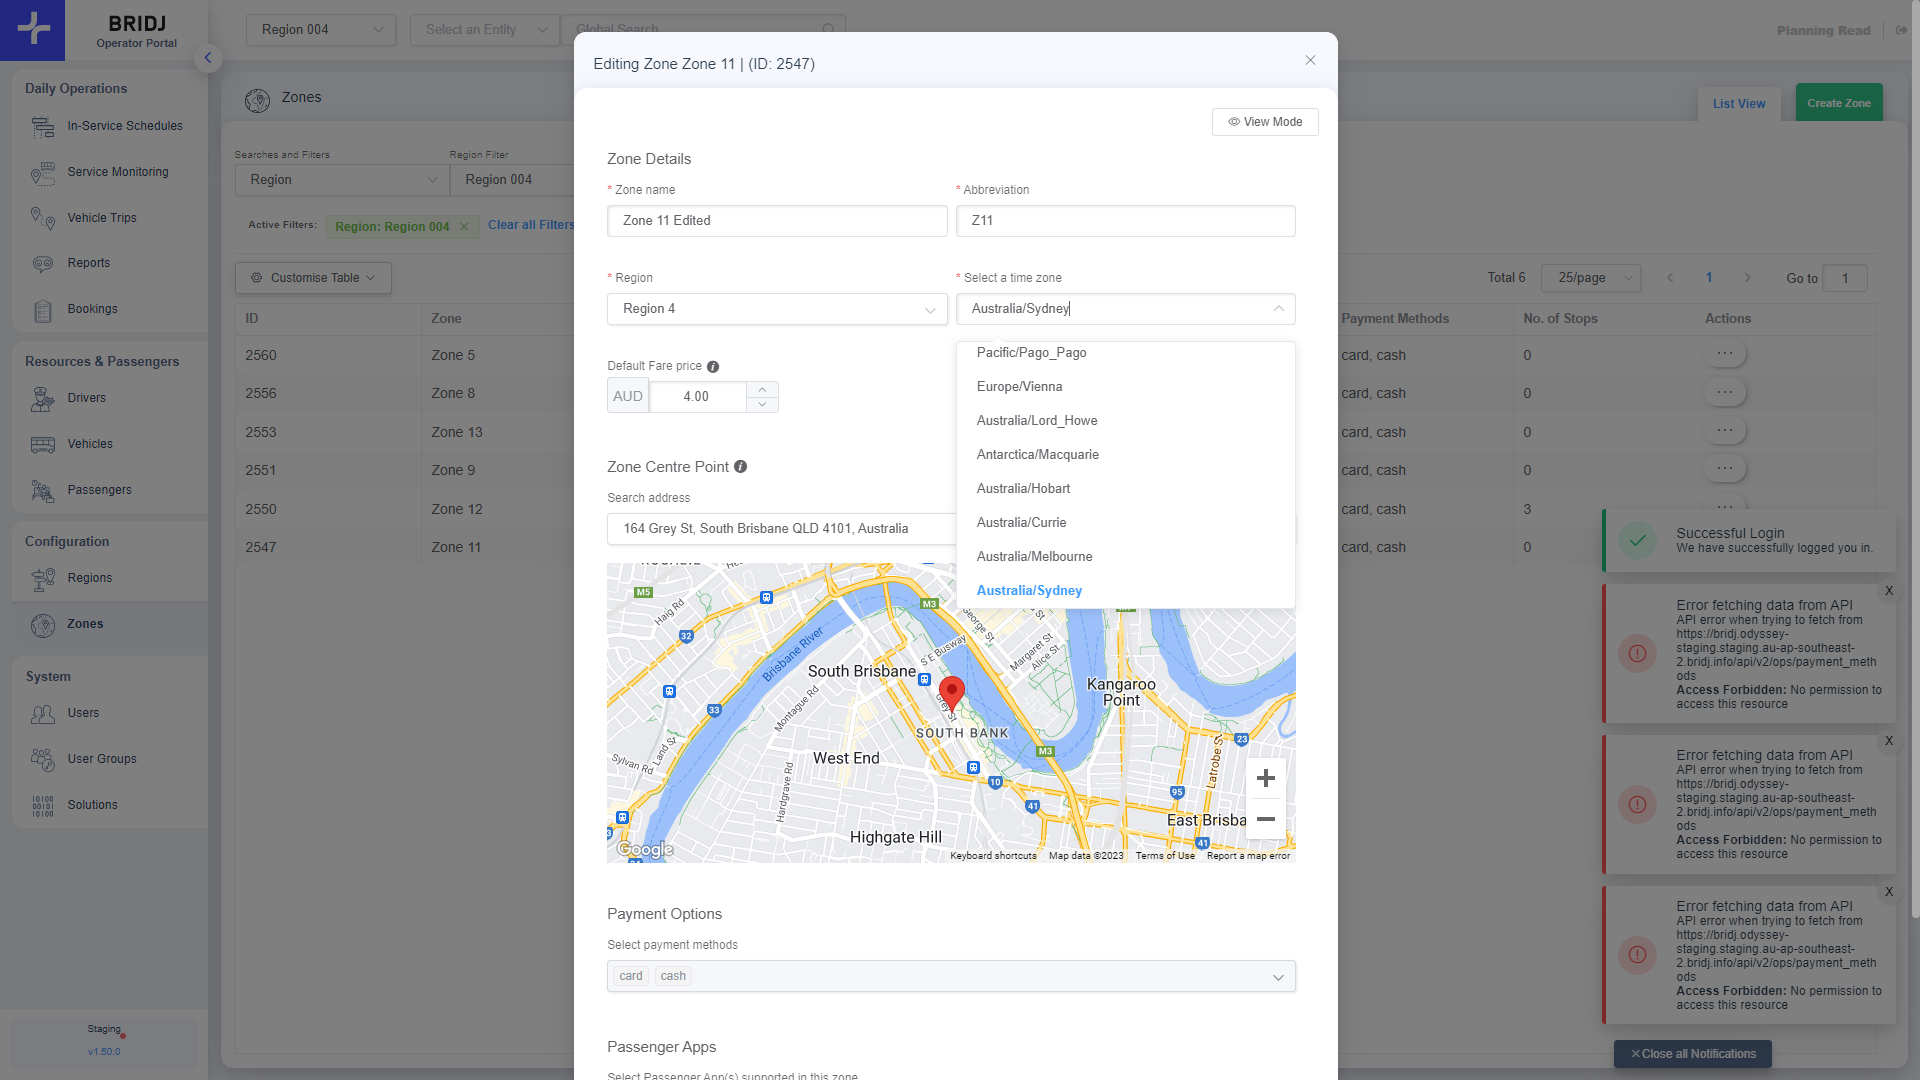 BRIDJ
Operator Portal
Region 004
Select an Entity
Global Search
Planning Read
Daily Operations
In-Service Schedules
Service Monitoring
Vehicle Trips
Reports
Bookings
Resources & Passengers
Drivers
Vehicles
Passengers
Configuration
Regions
Zones
System
Users
User Groups
Solutions
Staging
v1.50.0
Zones
List View
Create Zone
Searches and Filters
Region Filter
Region
Region 004
Active Filters:
Region: Region 004 ×
Clear all Filters
Customise Table
Total 6
25/page
1
Go to
1
ID
Zone
Payment Methods
No. of Stops
Actions
2560
Zone 5
card, cash
0
2556
Zone 8
card, cash
0
2553
Zone 13
card, cash
0
2551
Zone 9
card, cash
0
2550
Zone 12
card, cash
3
2547
Zone 11
card, cash
0
Editing Zone Zone 11 | (ID: 2547)
View Mode
Zone Details
* Zone name
* Abbreviation
Zone 11 Edited
Z11
* Region
* Select a time zone
Region 4
Australia/Sydney
Pacific/Pago_Pago
Europe/Vienna
Australia/Lord_Howe
Antarctica/Macquarie
Australia/Hobart
Australia/Currie
Australia/Melbourne
Australia/Sydney
Default Fare price
AUD
4.00
Zone Centre Point
Search address
164 Grey St, South Brisbane QLD 4101, Australia
M5
Haig Rd
32
Brisbane River
33
Land St
Sylvan Rd
Montague Rd
South Brisbane
West End
Hardgrave Rd
Highgate Hill
M3
George St
S E Busway
Margaret St
Alice St
Grey St
SOUTH BANK
Kangaroo
Point
M3
10
41
23
95
Latrobe St
East Brisba
41
Google
Keyboard shortcuts
Map data ©2023
Terms of Use
Report a map error
Payment Options
Select payment methods
card
cash
Passenger Apps
Select Passenger App(s) supported in this zone
Successful Login
We have successfully logged you in.
X
Error fetching data from API
API error when trying to fetch from
https://bridj.odyssey-
staging.staging.au-ap-southeast-
2.bridj.info/api/v2/ops/payment_meth
ods
Access Forbidden: No permission to
access this resource
X
Error fetching data from API
API error when trying to fetch from
https://bridj.odyssey-
staging.staging.au-ap-southeast-
2.bridj.info/api/v2/ops/payment_meth
ods
Access Forbidden: No permission to
access this resource
X
Error fetching data from API
API error when trying to fetch from
https://bridj.odyssey-
staging.staging.au-ap-southeast-
2.bridj.info/api/v2/ops/payment_meth
ods
Access Forbidden: No permission to
access this resource
×Close all Notifications